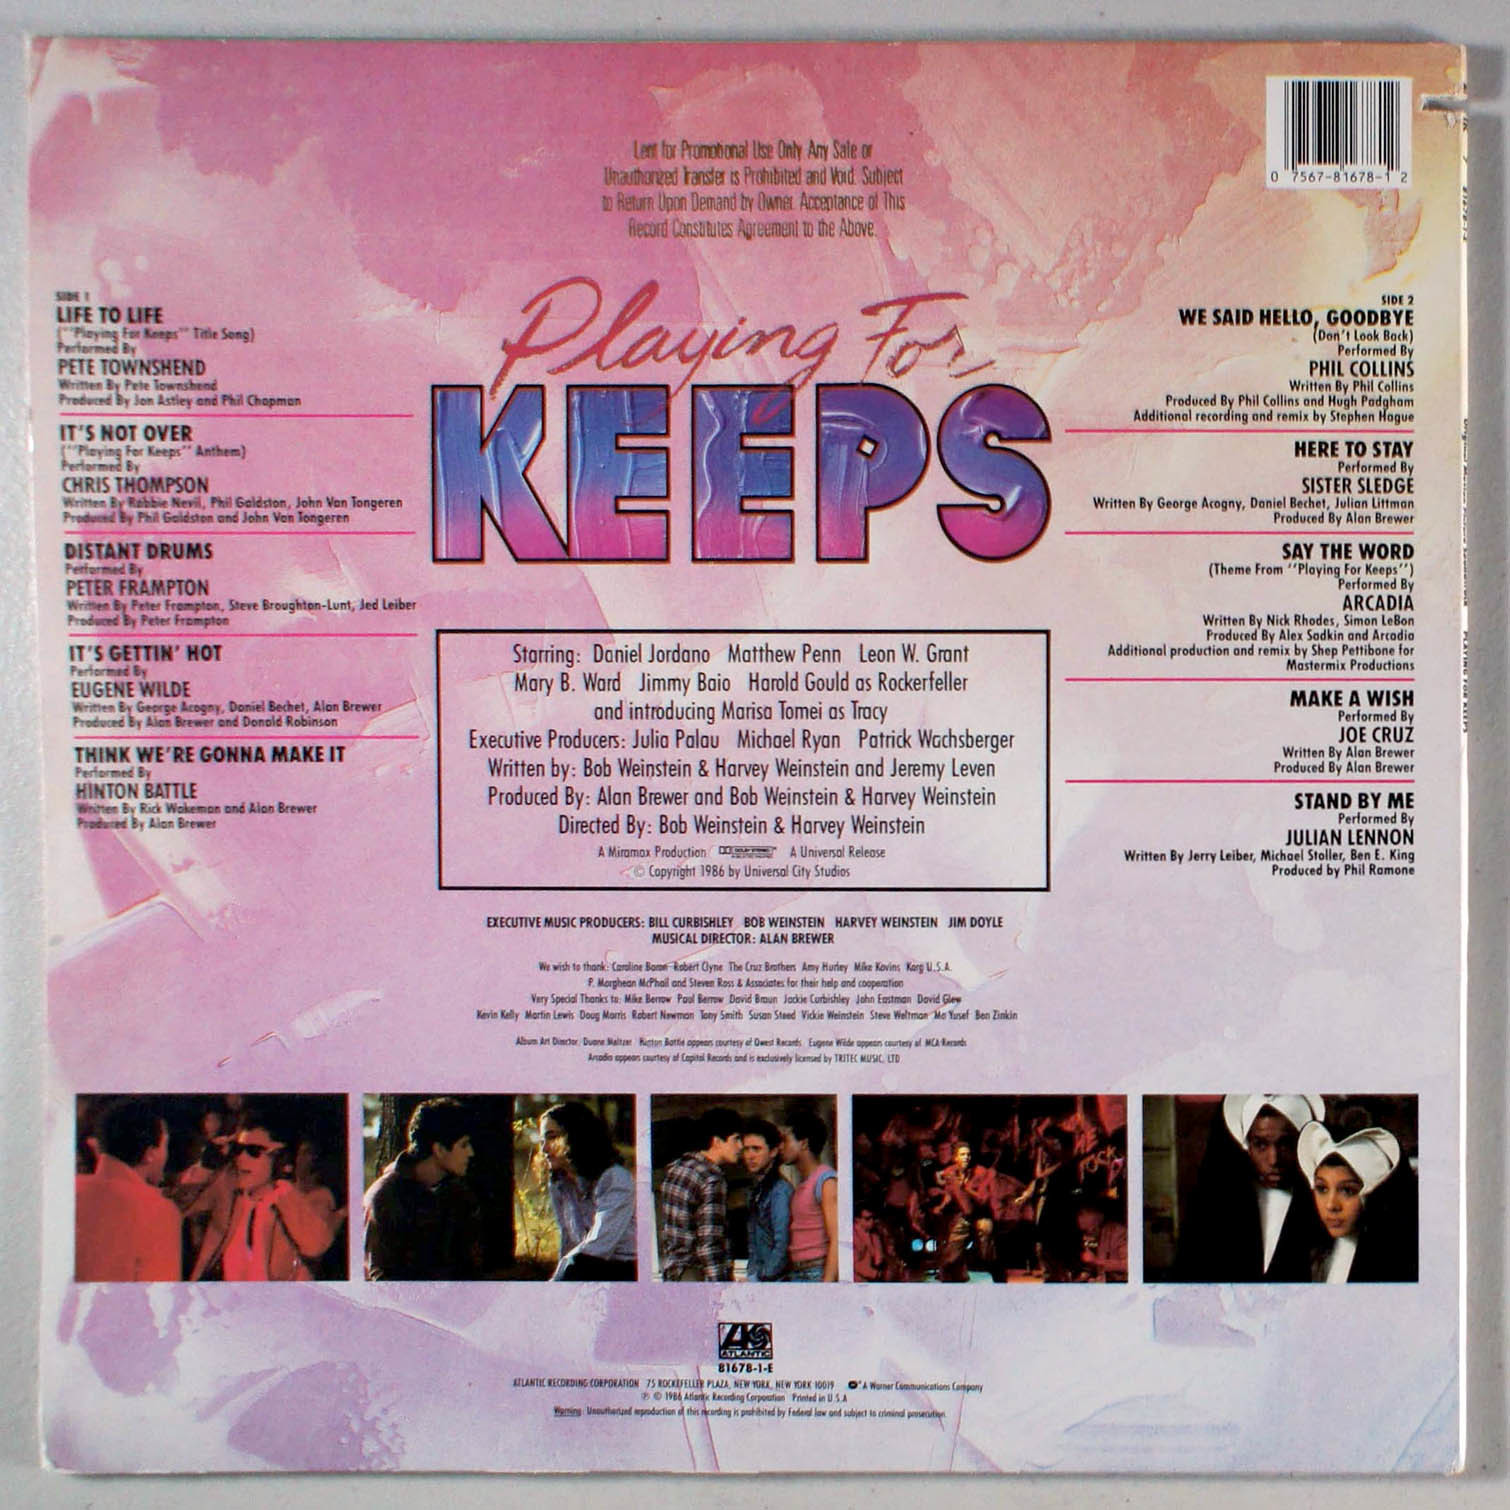 Lent for Promotional Use Only Any Sale or
Unauthorized Transfer is Prohibited and Void. Subject
to Return Upon Demand by Owner. Acceptance of This
Record Constitutes Agreement to the Above.
0 7567-81678-1 2
Playing For
KEEPS
SIDE 1
LIFE TO LIFE
(''Playing For Keeps'' Title Song)
Performed By
PETE TOWNSHEND
Written By Pete Townshend
Produced By Jon Astley and Phil Chapman
IT'S NOT OVER
(''Playing For Keeps'' Anthem)
Performed By
CHRIS THOMPSON
Written By Robbie Nevil, Phil Galdston, John Van Tongeren
Produced By Phil Galdston and John Van Tongeren
DISTANT DRUMS
Performed By
PETER FRAMPTON
Written By Peter Frampton, Steve Broughton-Lunt, Jed Leiber
Produced By Peter Frampton
IT'S GETTIN' HOT
Performed By
EUGENE WILDE
Written By George Acogny, Daniel Bechet, Alan Brewer
Produced By Alan Brewer and Donald Robinson
THINK WE'RE GONNA MAKE IT
Performed By
HINTON BATTLE
Written By Rick Wakeman and Alan Brewer
Produced By Alan Brewer
SIDE 2
WE SAID HELLO, GOODBYE
(Don't Look Back)
Performed By
PHIL COLLINS
Written By Phil Collins
Produced By Phil Collins and Hugh Padgham
Additional recording and remix by Stephen Hague
HERE TO STAY
Performed By
SISTER SLEDGE
Written By George Acogny, Daniel Bechet, Julian Littman
Produced By Alan Brewer
SAY THE WORD
(Theme From ''Playing For Keeps'')
Performed By
ARCADIA
Written By Nick Rhodes, Simon LeBon
Produced By Alex Sadkin and Arcadia
Additional production and remix by Shep Pettibone for
Mastermix Productions
MAKE A WISH
Performed By
JOE CRUZ
Written By Alan Brewer
Produced By Alan Brewer
STAND BY ME
Performed By
JULIAN LENNON
Written By Jerry Leiber, Michael Stoller, Ben E. King
Produced by Phil Ramone
Starring: Daniel Jordano Matthew Penn Leon W. Grant
Mary B. Ward Jimmy Baio Harold Gould as Rockerfeller
and introducing Marisa Tomei as Tracy
Executive Producers: Julia Palau Michael Ryan Patrick Wachsberger
Written by: Bob Weinstein & Harvey Weinstein and Jeremy Leven
Produced By: Alan Brewer and Bob Weinstein & Harvey Weinstein
Directed By: Bob Weinstein & Harvey Weinstein
A Miramax Production DOLBY STEREO A Universal Release
© Copyright 1986 by Universal City Studios
EXECUTIVE MUSIC PRODUCERS: BILL CURBISHLEY BOB WEINSTEIN HARVEY WEINSTEIN JIM DOYLE
MUSICAL DIRECTOR: ALAN BREWER
We wish to thank: Caroline Baron Robert Clyne The Cruz Brothers Amy Hurley Mike Kovins Korg U.S.A.
P. Morghean McPhail and Steven Ross & Associates for their help and cooperation
Very Special Thanks to: Mike Berrow Paul Berrow David Braun Jackie Curbishley John Eastman David Glew
Kevin Kelly Martin Lewis Doug Morris Robert Newman Tony Smith Susan Steed Vickie Weinstein Steve Weltman Mo Yusef Ben Zinkin
Album Art Director: Duane Meltzer Hinton Battle appears courtesy of Qwest Records. Eugene Wilde appears courtesy of MCA Records
Arcadia appears courtesy of Capitol Records and is exclusively licensed by TRITEC MUSIC, LTD
rock
ATLANTIC
81678-1-E
ATLANTIC RECORDING CORPORATION 75 ROCKEFELLER PLAZA, NEW YORK, NEW YORK 10019 A Warner Communications Company
℗ © 1986 Atlantic Recording Corporation Printed in U.S.A
Warning: Unauthorized reproduction of this recording is prohibited by Federal law and subject to criminal prosecution.
PLAYING FOR KEEPS